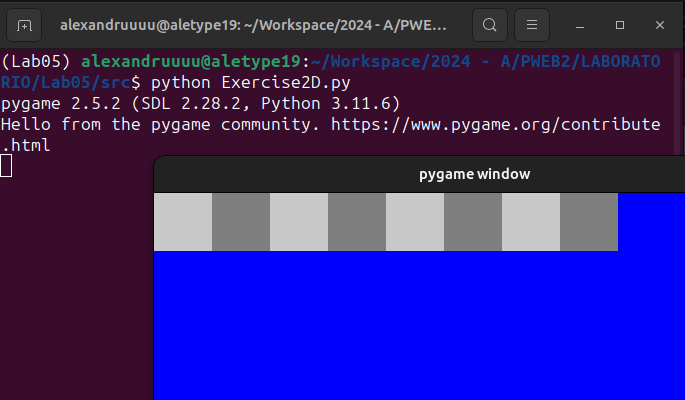 alexandruuuu@aletype19: ~/Workspace/2024 - A/PWE...
(Lab05) alexandruuuu@aletype19:~/Workspace/2024 - A/PWEB2/LABORATO
RIO/Lab05/src$ python Exercise2D.py
pygame 2.5.2 (SDL 2.28.2, Python 3.11.6)
Hello from the pygame community. https://www.pygame.org/contribute
.html
pygame window